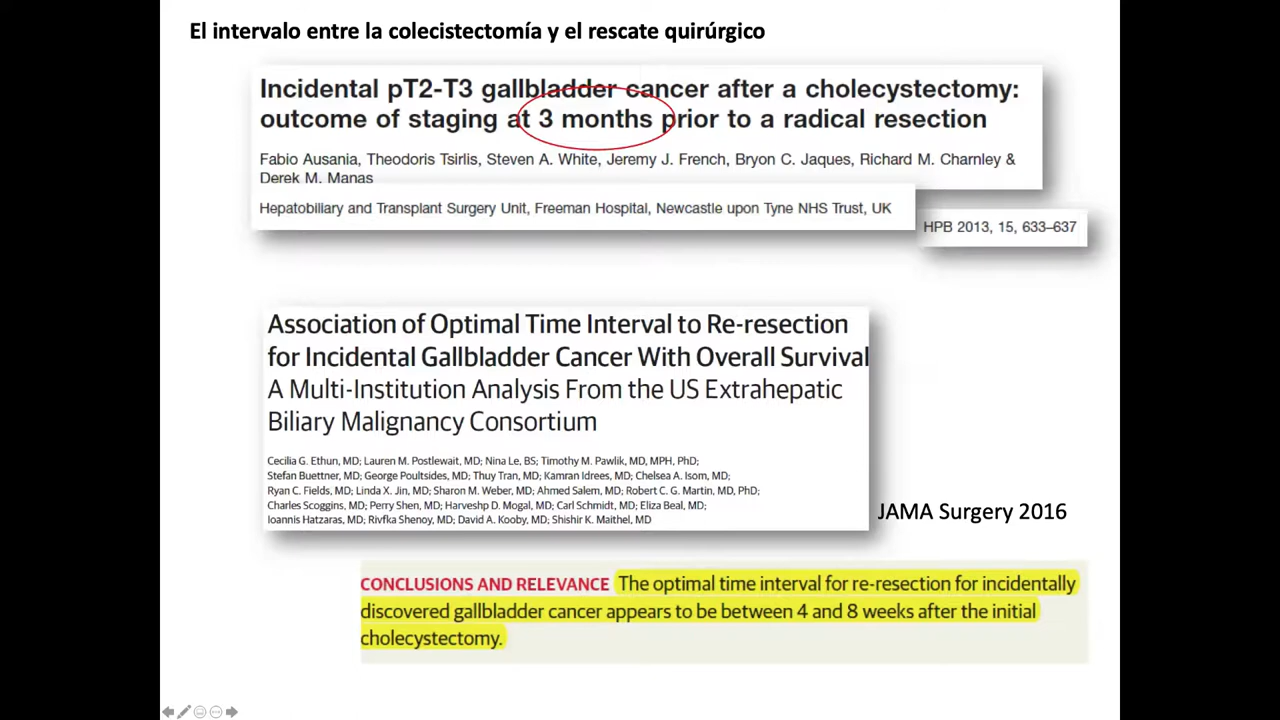 El intervalo entre la colecistectomía y el rescate quirúrgico
Incidental pT2-T3 gallbladder cancer after a cholecystectomy:
outcome of staging at 3 months prior to a radical resection
Fabio Ausania, Theodoris Tsirlis, Steven A. White, Jeremy J. French, Bryon C. Jaques, Richard M. Charnley &
Derek M. Manas
Hepatobiliary and Transplant Surgery Unit, Freeman Hospital, Newcastle upon Tyne NHS Trust, UK
HPB 2013, 15, 633–637
Association of Optimal Time Interval to Re-resection
for Incidental Gallbladder Cancer With Overall Survival
A Multi-Institution Analysis From the US Extrahepatic
Biliary Malignancy Consortium
Cecilia G. Ethun, MD; Lauren M. Postlewait, MD; Nina Le, BS; Timothy M. Pawlik, MD, MPH, PhD;
Stefan Buettner, MD; George Poultsides, MD; Thuy Tran, MD; Kamran Idrees, MD; Chelsea A. Isom, MD;
Ryan C. Fields, MD; Linda X. Jin, MD; Sharon M. Weber, MD; Ahmed Salem, MD; Robert C. G. Martin, MD, PhD;
Charles Scoggins, MD; Perry Shen, MD; Harveshp D. Mogal, MD; Carl Schmidt, MD; Eliza Beal, MD;
Ioannis Hatzaras, MD; Rivfka Shenoy, MD; David A. Kooby, MD; Shishir K. Maithel, MD
JAMA Surgery 2016
CONCLUSIONS AND RELEVANCE The optimal time interval for re-resection for incidentally
discovered gallbladder cancer appears to be between 4 and 8 weeks after the initial
cholecystectomy.